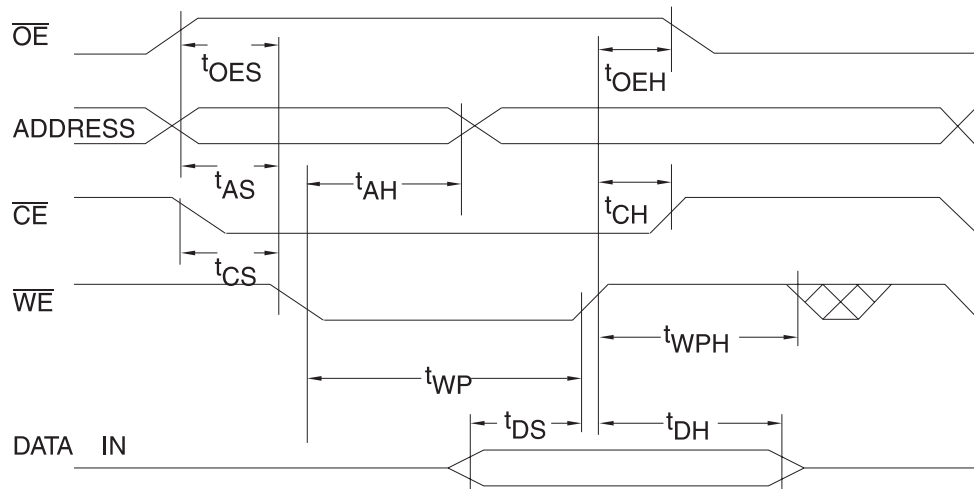 OE
tOES
tOEH
ADDRESS
tAS
tAH
tCH
CE
tCS
WE
tWPH
tWP
tDS
tDH
DATA IN